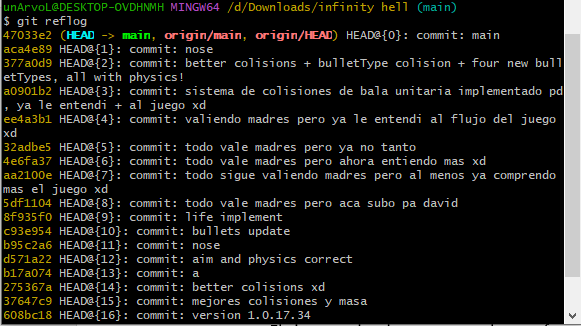 unArvoL@DESKTOP-OVDHNMH MINGW64 /d/Downloads/infinity hell (main)
$ git reflog
47033e2 (HEAD -> main, origin/main, origin/HEAD) HEAD@{0}: commit: main
aca4e89 HEAD@{1}: commit: nose
377a0d9 HEAD@{2}: commit: better colisions + bulletType colision + four new bull
etTypes, all with physics!
a0901b2 HEAD@{3}: commit: sistema de colisiones de bala unitaria implementado pd
, ya le entendi + al juego xd
ee4a3b1 HEAD@{4}: commit: valiendo madres pero ya le entendi al flujo del juego
xd
32adbe5 HEAD@{5}: commit: todo vale madres pero ya no tanto
4e6fa37 HEAD@{6}: commit: todo vale madres pero ahora entiendo mas xd
aa2100e HEAD@{7}: commit: todo sigue valiendo madres pero al menos ya comprendo
mas el juego xd
5df1104 HEAD@{8}: commit: todo vale madres pero aca subo pa david
8f935f0 HEAD@{9}: commit: life implement
c93e954 HEAD@{10}: commit: bullets update
b95c2a6 HEAD@{11}: commit: nose
d571a22 HEAD@{12}: commit: aim and physics correct
b17a074 HEAD@{13}: commit: a
275367a HEAD@{14}: commit: better colisions xd
37647c9 HEAD@{15}: commit: mejores colisiones y masa
608bc18 HEAD@{16}: commit: version 1.0.17.34